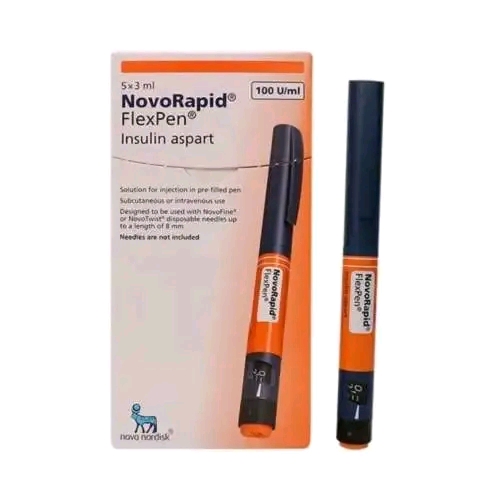 5 x 3 ml
NovoRapid®
FlexPen®
Insulin aspart
100 U/ml
Solution for injection in pre-filled pen
Subcutaneous or intravenous use
Designed to be used with NovoFine®
or NovoTwist® disposable needles up
to a length of 8 mm
Needles are not included
NovoRapid®
FlexPen®
novo nordisk®
NovoRapid®
FlexPen®
Insulin aspart